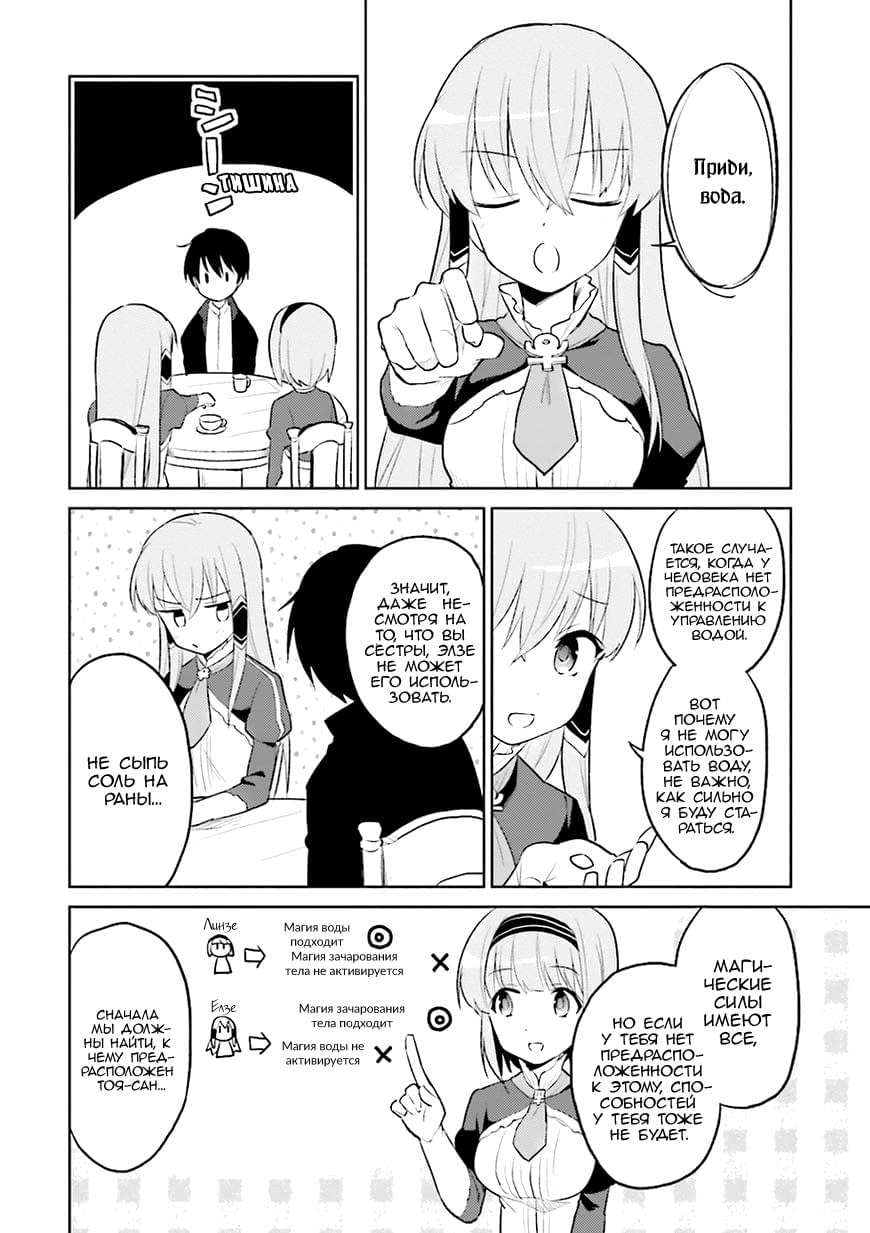 Приди,
вода.
シーン
ТИШИНА
ТАКОЕ СЛУЧА-
ЕТСЯ, КОГДА У
ЧЕЛОВЕКА НЕТ
ПРЕДРАСПОЛО-
ЖЕННОСТИ К
УПРАВЛЕНИЮ
ВОДОЙ.
ВОТ
ПОЧЕМУ
Я НЕ МОГУ
ИСПОЛЬЗО-
ВАТЬ ВОДУ,
НЕ ВАЖНО,
КАК СИЛЬНО
Я БУДУ СТА-
РАТЬСЯ.
ЗНАЧИТ,
ДАЖЕ НЕ-
СМОТРЯ НА
ТО, ЧТО ВЫ
СЁСТРЫ, ЭЛЗЕ
НЕ МОЖЕТ
ЕГО ИСПОЛЬ-
ЗОВАТЬ.
НЕ СЫПЬ
СОЛЬ НА
РАНЫ...
МАГИ-
ЧЕСКИЕ
СИЛЫ
ИМЕЮТ
ВСЕ,
НО ЕСЛИ
У ТЕБЯ НЕТ
ПРЕДРАСПО-
ЛОЖЕННОСТИ
К ЭТОМУ, СПО-
СОБНОСТЕЙ
У ТЕБЯ ТОЖЕ
НЕ БУДЕТ.
Линзе
Магия воды
подходит
Магия зачарования
тела не активируется
Елзе
Магия зачарования
тела подходит
Магия воды не
активируется
СНАЧАЛА
МЫ ДОЛЖ-
НЫ НАЙТИ, К
ЧЕМУ ПРЕД-
РАСПОЛОЖЕН
ТОЯ-САН...